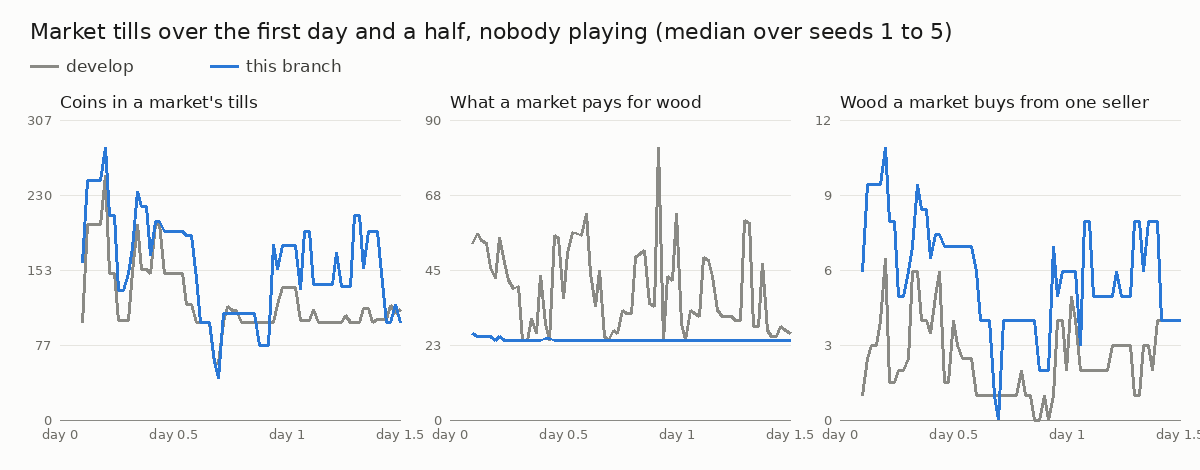 Market tills over the first day and a half, nobody playing (median over seeds 1 to 5)
develop this branch
Coins in a market's tills
307
230
153
77
0
day 0 day 0.5 day 1 day 1.5
What a market pays for wood
90
68
45
23
0
day 0 day 0.5 day 1 day 1.5
Wood a market buys from one seller
12
9
6
3
0
day 0 day 0.5 day 1 day 1.5